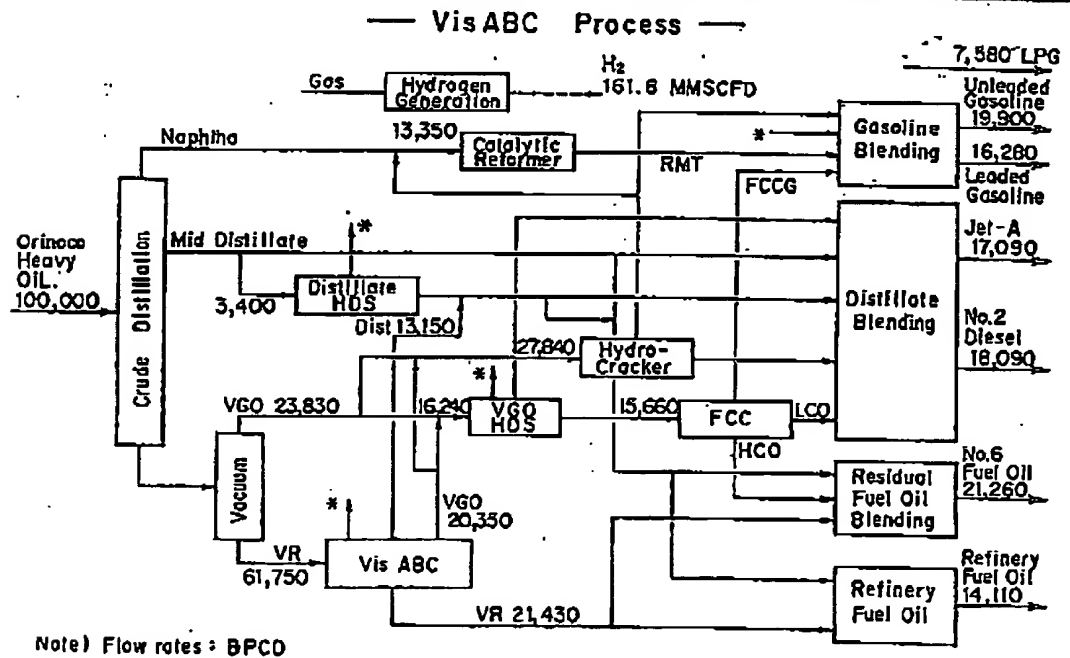 VisABC Process
7,580 LPG
H₂
161.8 MMSCFD
Gas
Hydrogen
Generation
Unleaded
Gasoline
19,900
Naphtha
13,350
Catalytic
Reformer
RMT
*
Gasoline
Blending
16,280
Leaded
Gasoline
FCCG
Orinoco
Heavy
OIL.
100,000
Crude Distillation
Mid Distillate
*
3,400
Distillate
HDS
Dist 13,150
Jet-A
17,090
Distillate
Blending
No.2
Diesel
18,090
27,840
Hydro-
Cracker
VGO 23,830
16,240
*
VGO
HDS
15,660
FCC
LCO
HCO
Vacuum
VGO
20,350
*
VR
61,750
Vis ABC
VR 21,430
Residual
Fuel Oil
Blending
No.6
Fuel Oil
21,260
Refinery
Fuel Oil
Refinery
Fuel Oil
14,110
Note) Flow rates : BPCD